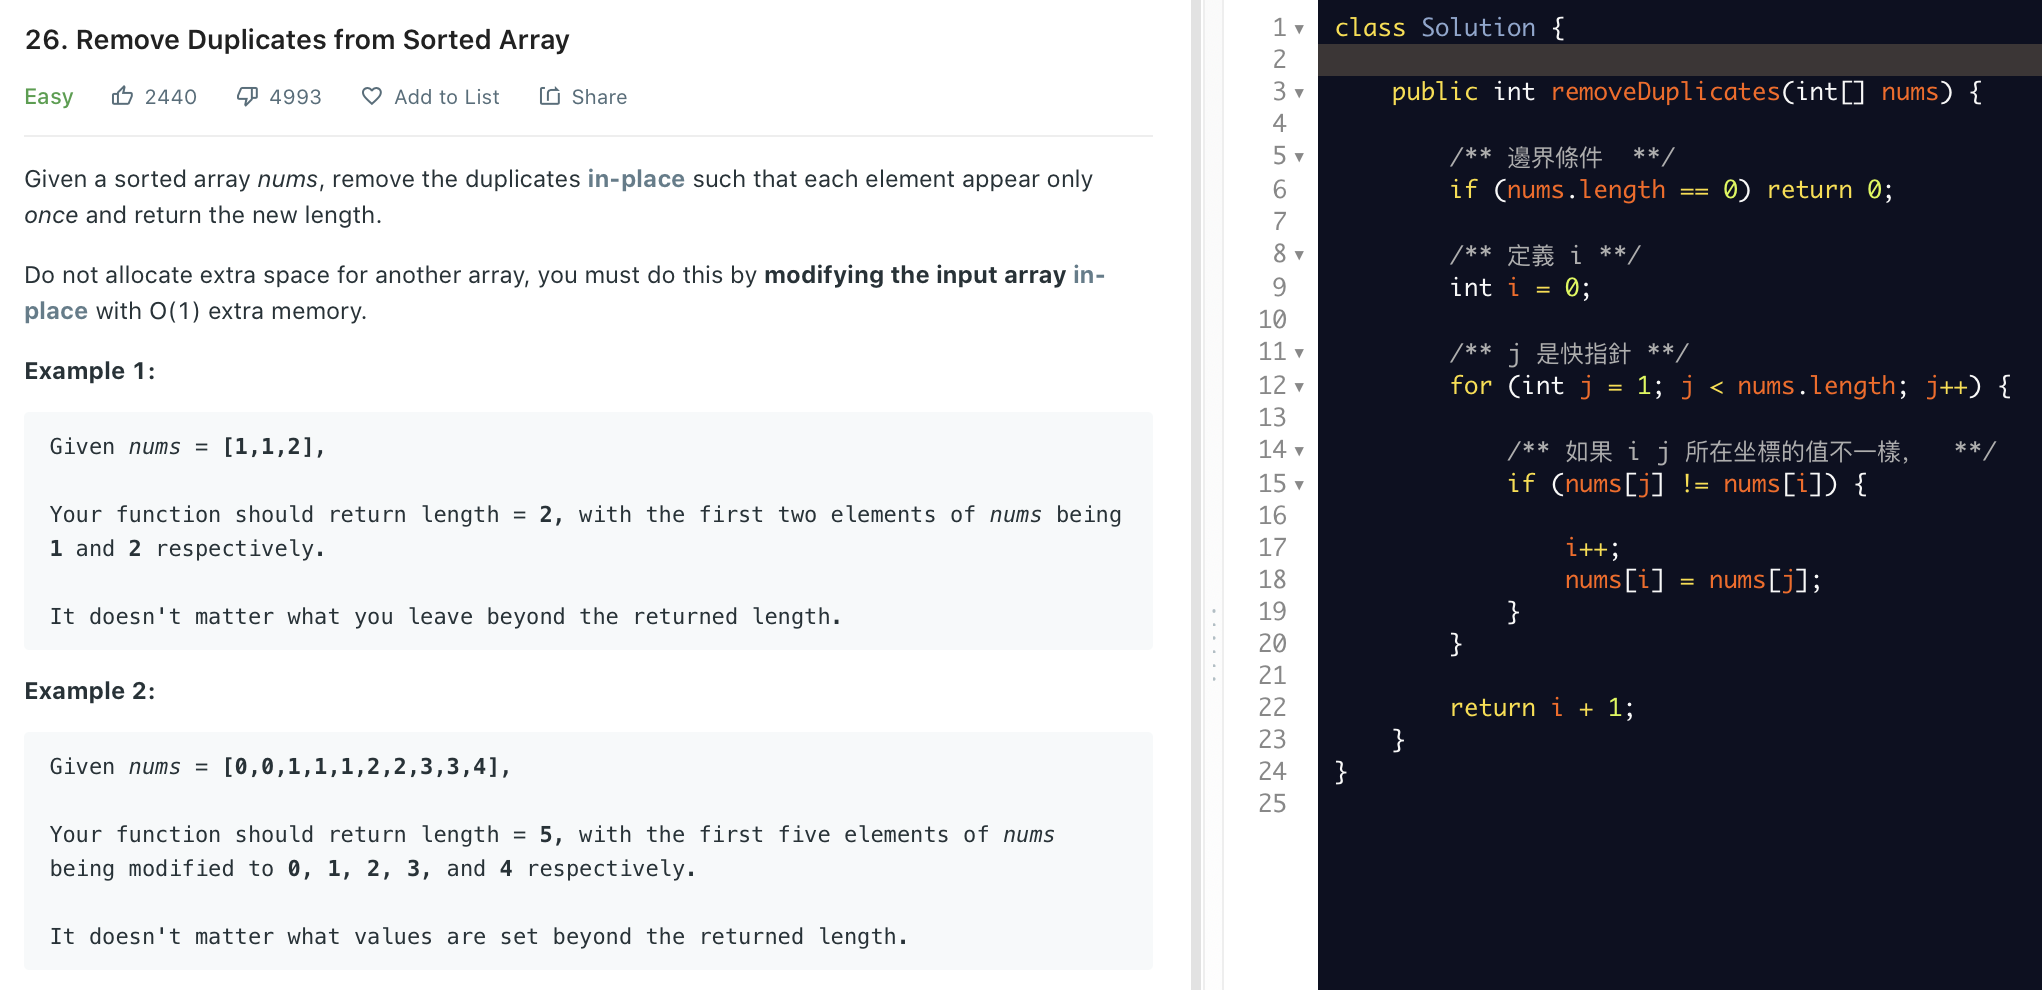 26. Remove Duplicates from Sorted Array
Easy 2440 4993 Add to List Share
Given a sorted array nums, remove the duplicates in-place such that each element appear only
once and return the new length.
Do not allocate extra space for another array, you must do this by modifying the input array in-
place with O(1) extra memory.
Example 1:
Given nums = [1,1,2],
Your function should return length = 2, with the first two elements of nums being
1 and 2 respectively.
It doesn't matter what you leave beyond the returned length.
Example 2:
Given nums = [0,0,1,1,1,2,2,3,3,4],
Your function should return length = 5, with the first five elements of nums
being modified to 0, 1, 2, 3, and 4 respectively.
It doesn't matter what values are set beyond the returned length.
1 class Solution {
2
3 public int removeDuplicates(int[] nums) {
4
5 /** 邊界條件 **/
6 if (nums.length == 0) return 0;
7
8 /** 定義 i **/
9 int i = 0;
10
11 /** j 是快指針 **/
12 for (int j = 1; j < nums.length; j++) {
13
14 /** 如果 i j 所在坐標的值不一樣， **/
15 if (nums[j] != nums[i]) {
16
17 i++;
18 nums[i] = nums[j];
19 }
20 }
21
22 return i + 1;
23 }
24 }
25